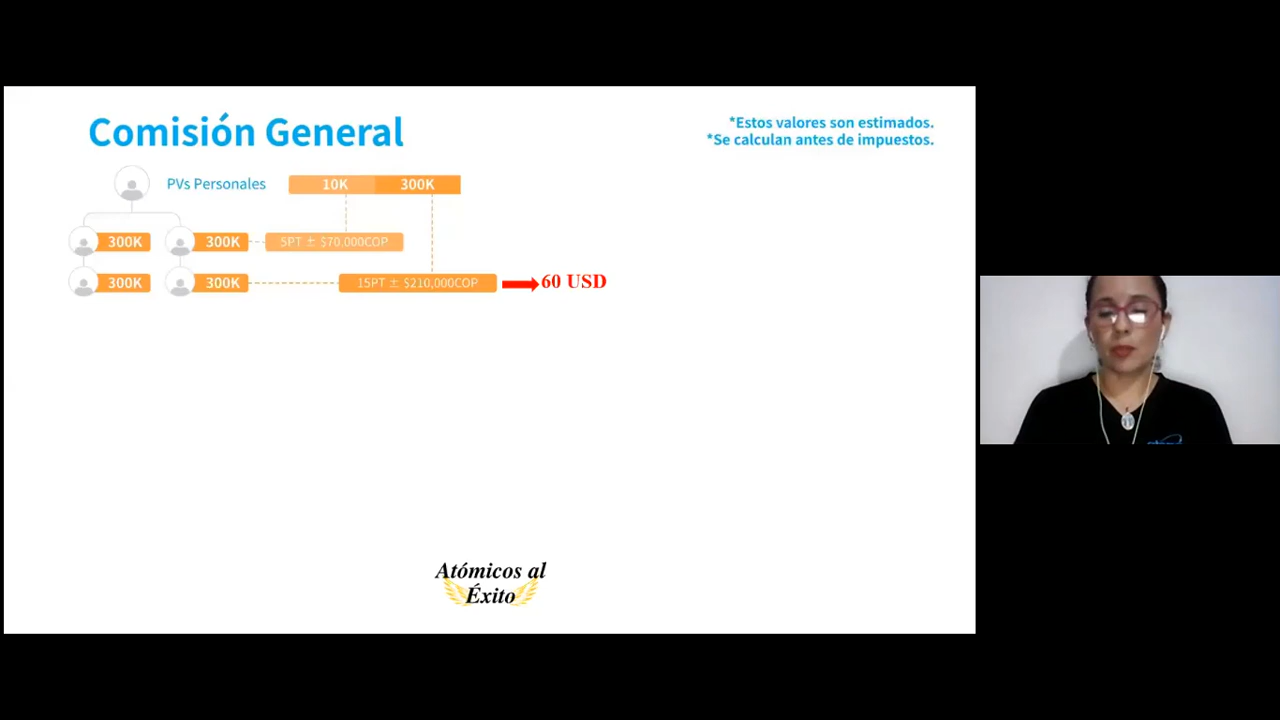 Comisión General
*Estos valores son estimados.
*Se calculan antes de impuestos.
PVs Personales 10K 300K
300K 300K 5PT ± $70,000COP
300K 300K 15PT ± $210,000COP 60 USD
Atómicos al
Éxito